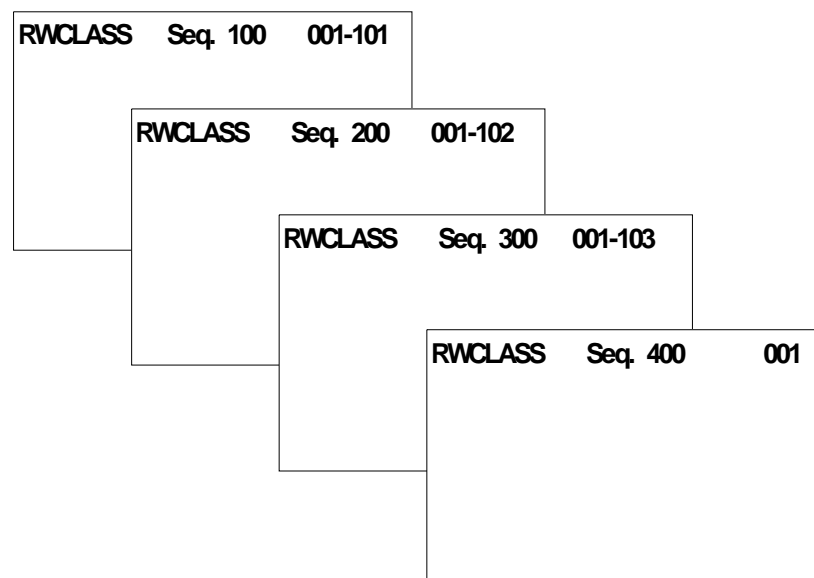 RWCLASS Seq. 100 001-101
RWCLASS Seq. 200 001-102
RWCLASS Seq. 300 001-103
RWCLASS Seq. 400 001